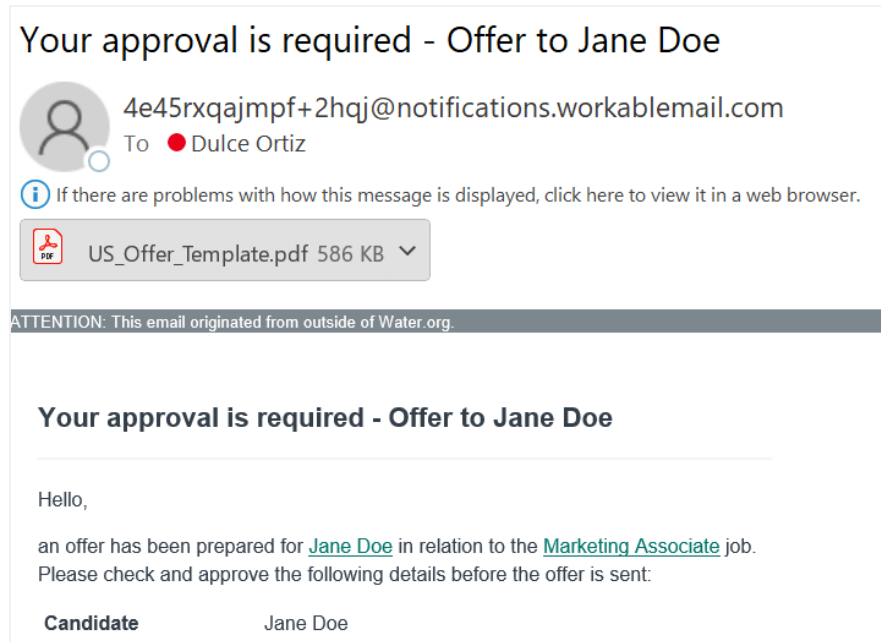 Your approval is required - Offer to Jane Doe
4e45rxqajmpf+2hqj@notifications.workablemail.com
To Dulce Ortiz
If there are problems with how this message is displayed, click here to view it in a web browser.
PDF
US_Offer_Template.pdf 586 KB
ATTENTION: This email originated from outside of Water.org.
Your approval is required - Offer to Jane Doe
Hello,
an offer has been prepared for Jane Doe in relation to the Marketing Associate job.
Please check and approve the following details before the offer is sent:
Candidate Jane Doe